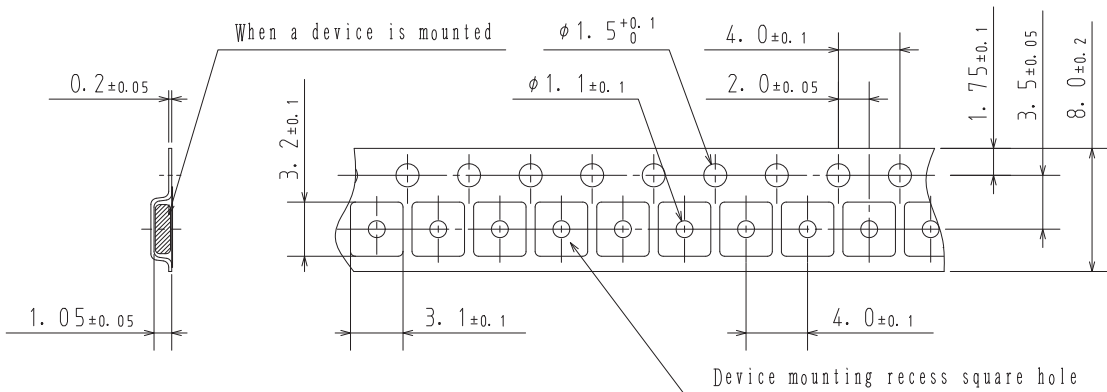 When a device is mounted
φ1.5 +0.1 0
4.0±0.1
0.2±0.05
φ1.1±0.1
2.0±0.05
1.75±0.1
3.5±0.05
8.0±0.2
3.2±0.1
1.05±0.05
3.1±0.1
4.0±0.1
Device mounting recess square hole